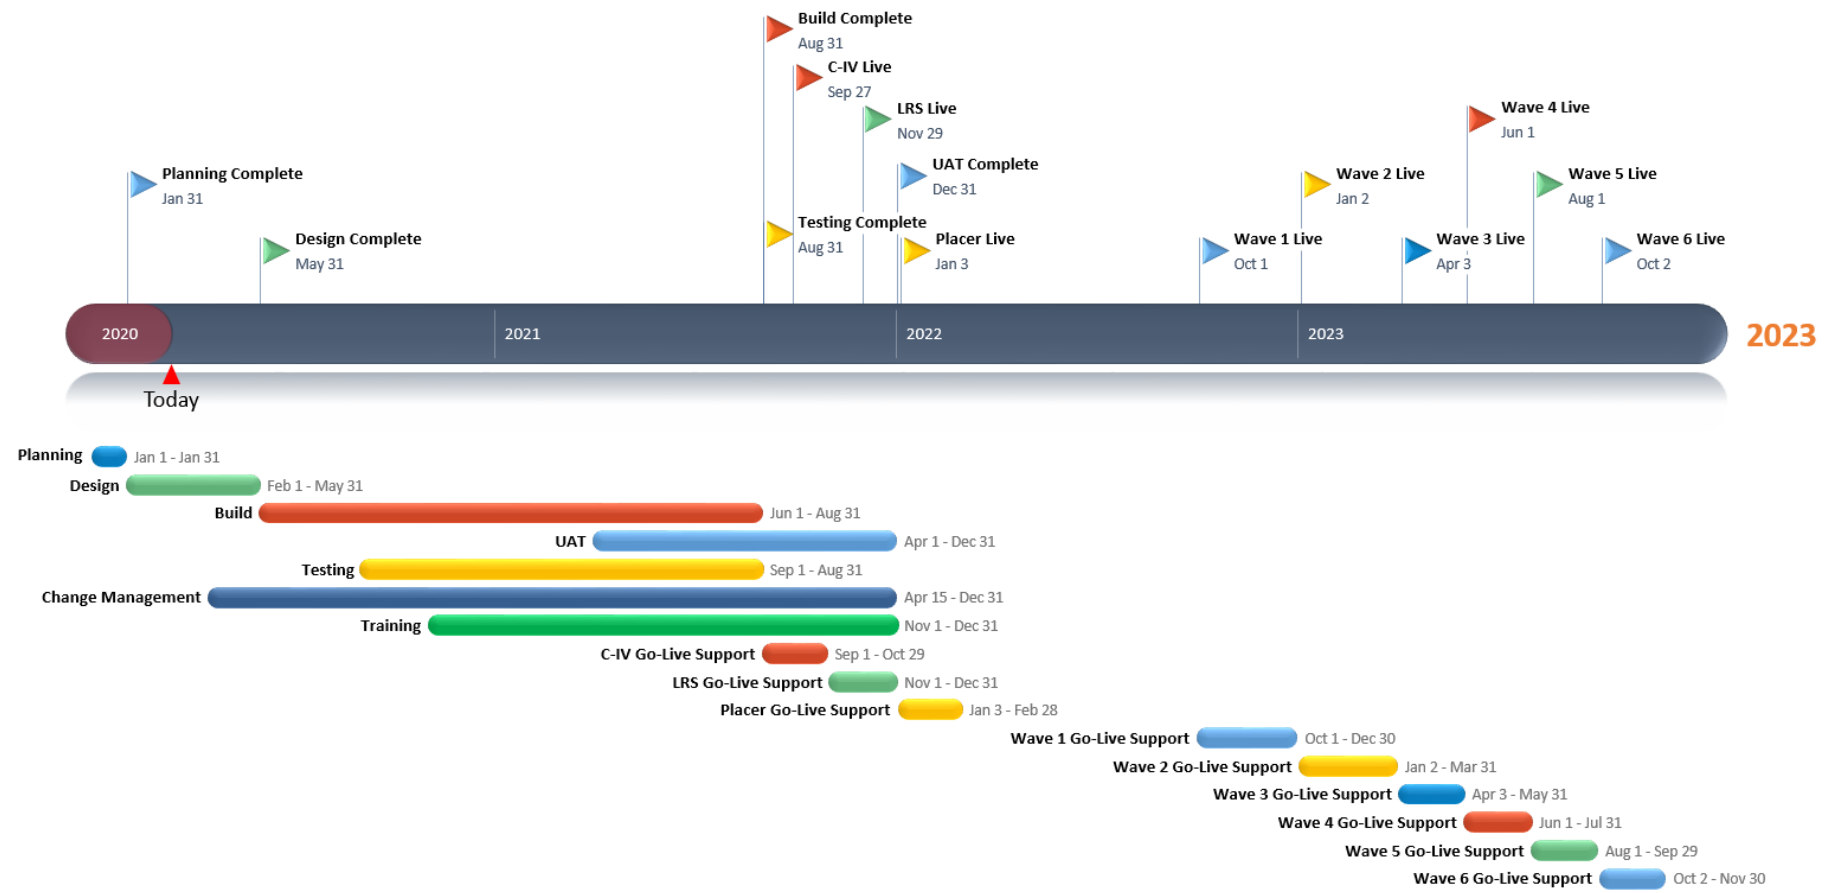 Build Complete
Aug 31
C-IV Live
Sep 27
LRS Live
Nov 29
Wave 4 Live
Jun 1
UAT Complete
Dec 31
Planning Complete
Jan 31
Wave 2 Live
Jan 2
Wave 5 Live
Aug 1
Testing Complete
Aug 31
Design Complete
May 31
Placer Live
Jan 3
Wave 1 Live
Oct 1
Wave 3 Live
Apr 3
Wave 6 Live
Oct 2
2020 2021 2022 2023 2023
Today
Planning Jan 1 - Jan 31
Design Feb 1 - May 31
Build Jun 1 - Aug 31
UAT Apr 1 - Dec 31
Testing Sep 1 - Aug 31
Change Management Apr 15 - Dec 31
Training Nov 1 - Dec 31
C-IV Go-Live Support Sep 1 - Oct 29
LRS Go-Live Support Nov 1 - Dec 31
Placer Go-Live Support Jan 3 - Feb 28
Wave 1 Go-Live Support Oct 1 - Dec 30
Wave 2 Go-Live Support Jan 2 - Mar 31
Wave 3 Go-Live Support Apr 3 - May 31
Wave 4 Go-Live Support Jun 1 - Jul 31
Wave 5 Go-Live Support Aug 1 - Sep 29
Wave 6 Go-Live Support Oct 2 - Nov 30